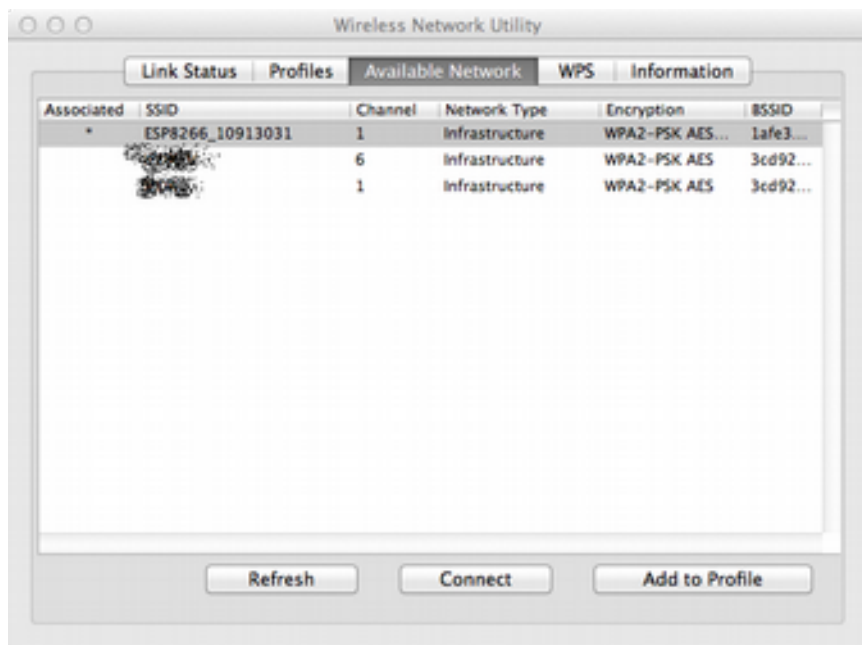 Wireless Network Utility
Link Status Profiles Available Network WPS Information
Associated SSID Channel Network Type Encryption BSSID
* ESP8266_10913031 1 Infrastructure WPA2-PSK AES... 1afe3...
6 Infrastructure WPA2-PSK AES 3cd92...
1 Infrastructure WPA2-PSK AES 3cd92...
Refresh Connect Add to Profile